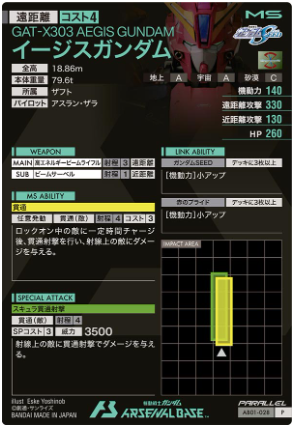 遠距離 コスト4
MS
GAT-X303 AEGIS GUNDAM
イージスガンダム
全高 18.86m
本体重量 79.6t
所属 ザフト
パイロット アスラン・ザラ
地上 A 宇宙 A 砂漠 C
機動力 140
遠距離攻撃 330
近距離攻撃 130
HP 260
WEAPON
MAIN 高エネルギービームライフル 射程 3 遠距離
SUB ビームサーベル 射程 1 近距離
MS ABILITY
貫通
任意発動 貫通(敵) 射程 4 コスト 3
ロックオン中の敵に一定時間チャージ
後、貫通射撃を行い、射線上の敵にダメー
ジを与える。
SPECIAL ATTACK
スキュラ貫通射撃
貫通(敵) 射程 4
SPコスト 3 威力 3500
射線上の敵に貫通射撃でダメージを与え
る。
LINK ABILITY
ガンダムSEED デッキに3枚以上
[機動力]小アップ
赤のプライド デッキに3枚以上
[機動力]小アップ
IMPACT AREA
Illust Eske Yoshinob
©創通・サンライズ
BANDAI MADE IN JAPAN
機動戦士ガンダム
ARSENAL BASE
PARALLEL
AB01-028 P